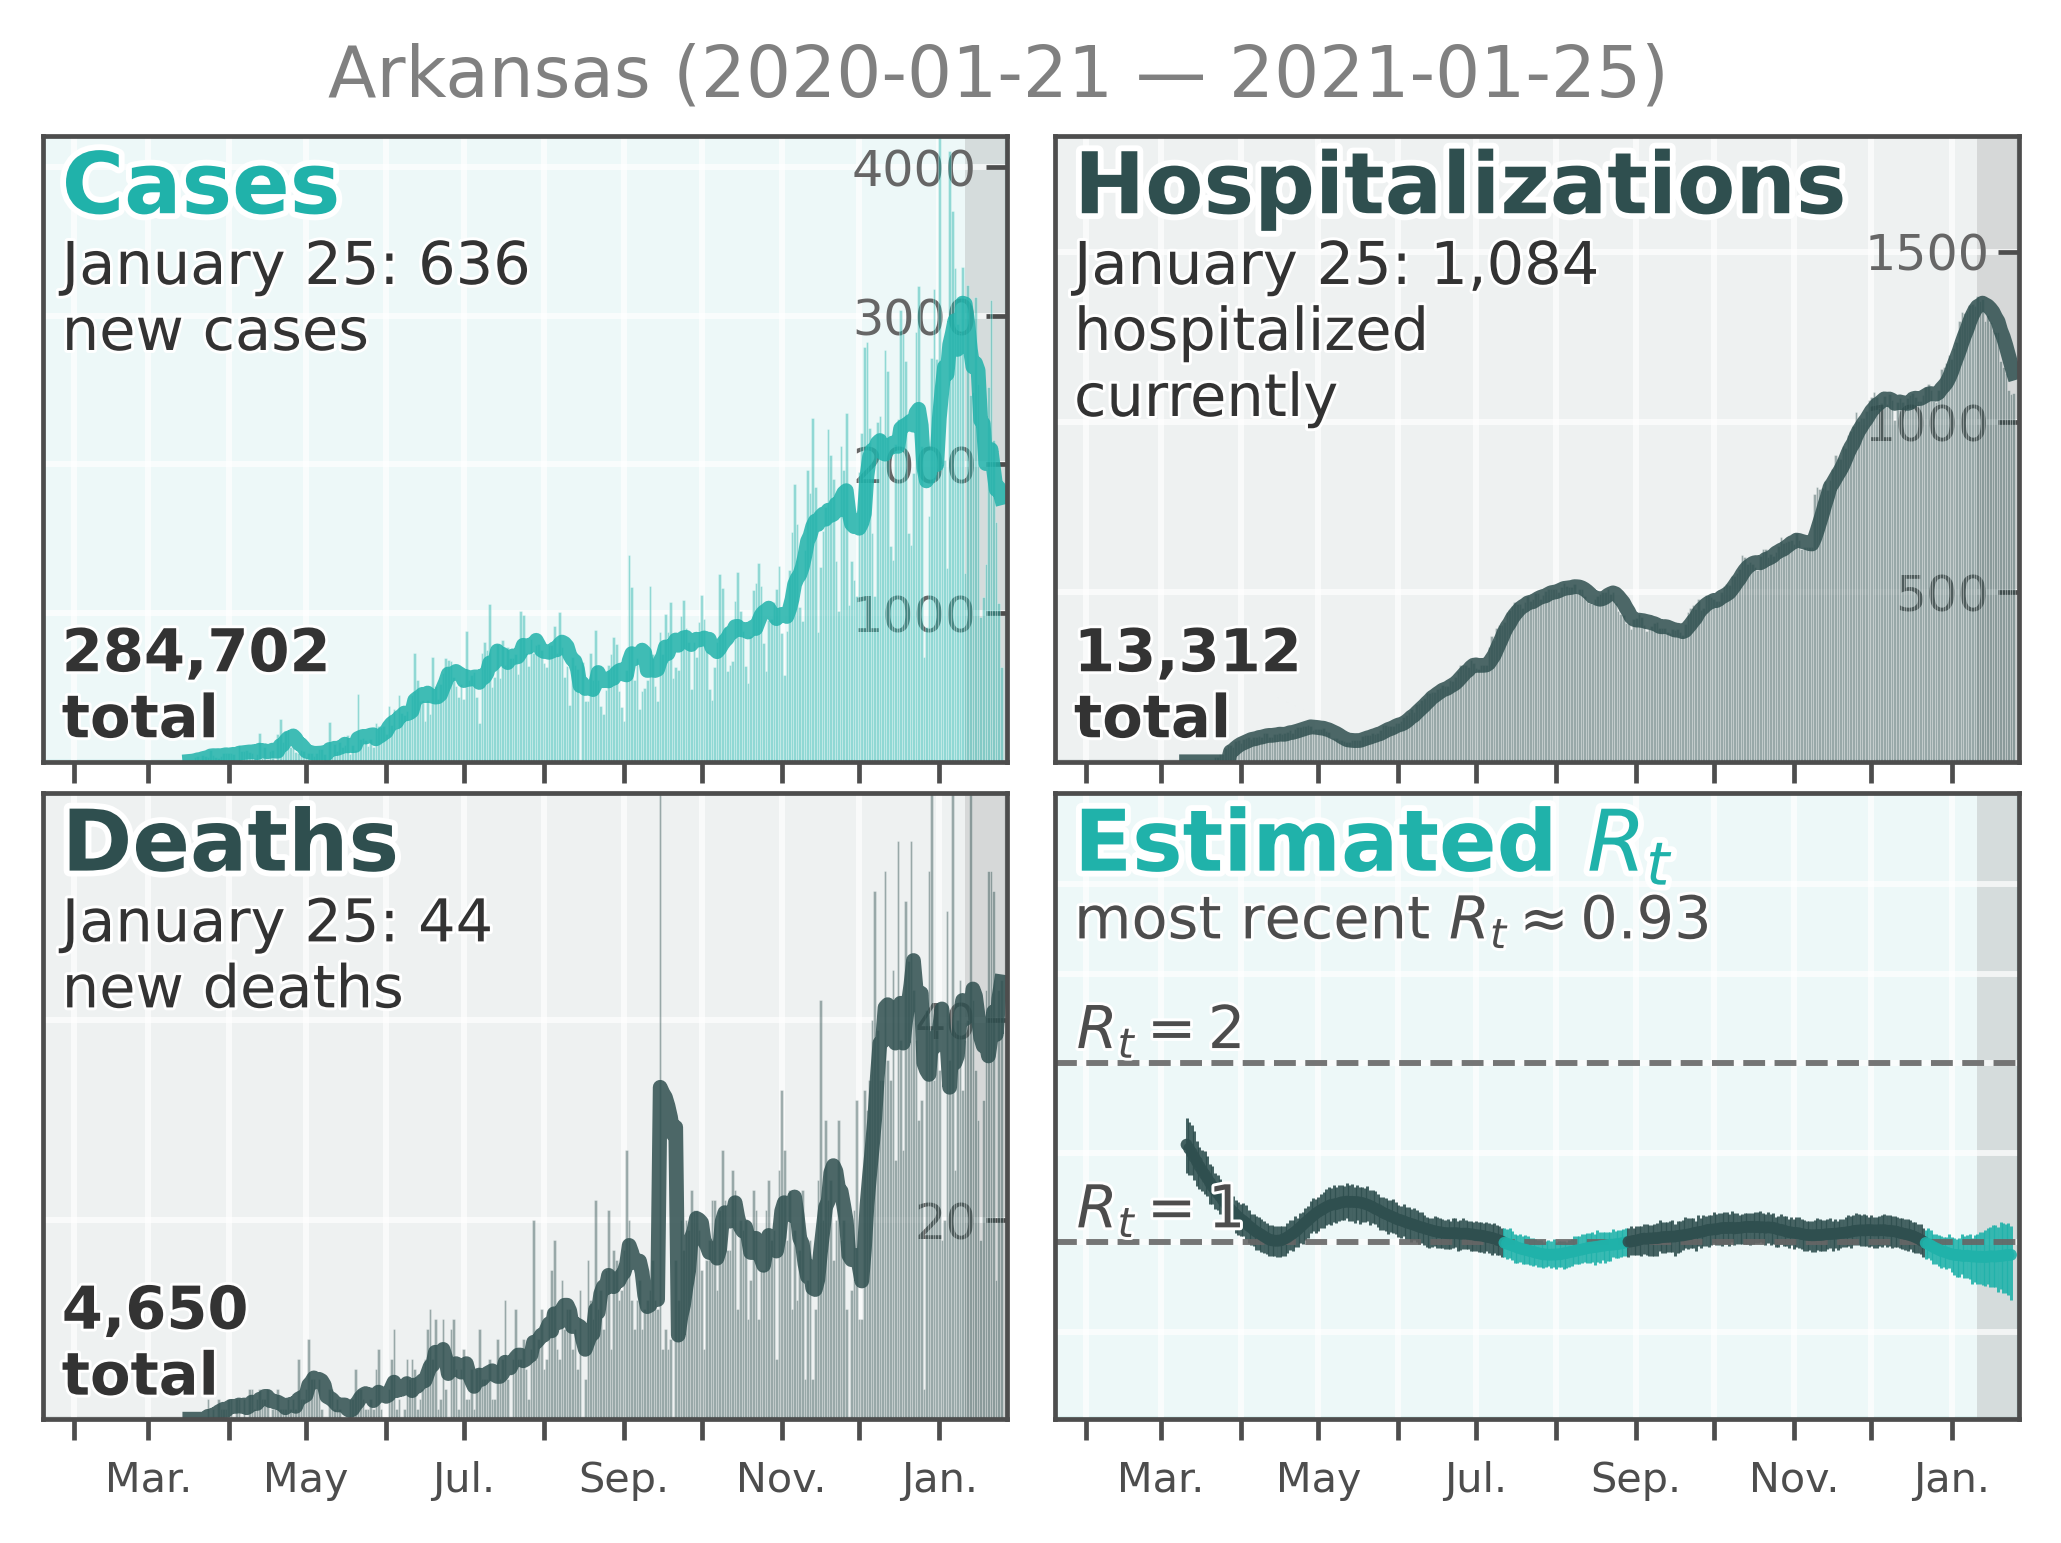 Arkansas (2020-01-21 — 2021-01-25)
Cases
January 25: 636
new cases
284,702
total
4000
3000
2000
1000
Hospitalizations
January 25: 1,084
hospitalized
currently
13,312
total
1500
1000
500
Deaths
January 25: 44
new deaths
4,650
total
40
20
Mar. May Jul. Sep. Nov. Jan.
Estimated Rₜ
most recent Rₜ ≈ 0.93
Rₜ = 2
Rₜ = 1
Mar. May Jul. Sep. Nov. Jan.